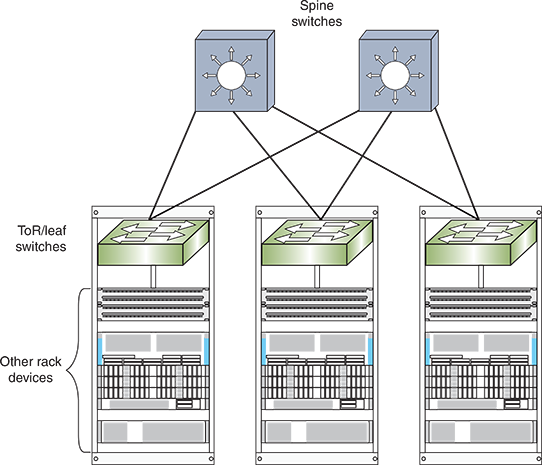 Spine
switches
ToR/leaf
switches
Other rack
devices